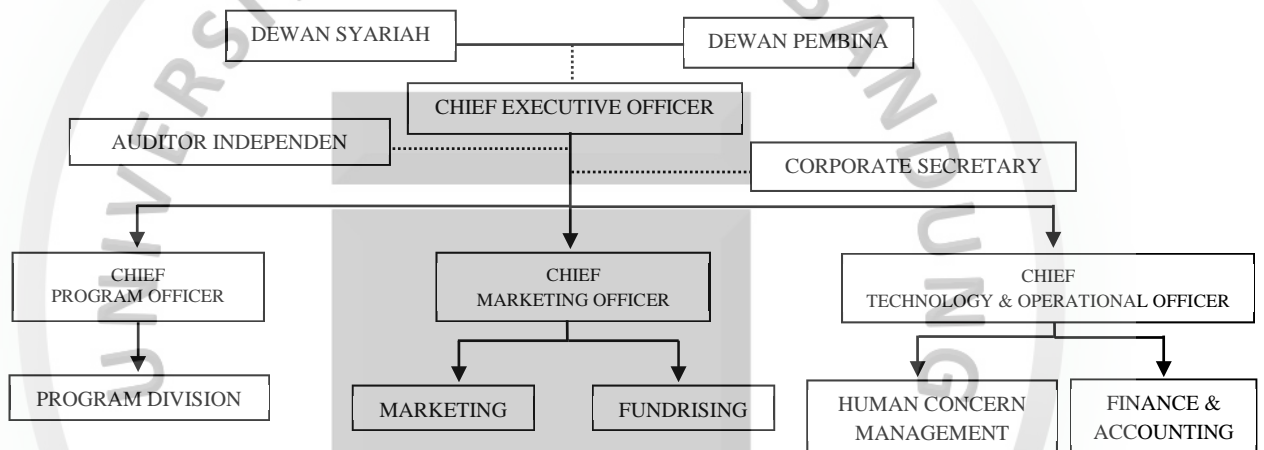 DEWAN SYARIAH
DEWAN PEMBINA
CHIEF EXECUTIVE OFFICER
AUDITOR INDEPENDEN
CORPORATE SECRETARY
CHIEF
PROGRAM OFFICER
CHIEF
MARKETING OFFICER
CHIEF
TECHNOLOGY & OPERATIONAL OFFICER
PROGRAM DIVISION
MARKETING
FUNDRISING
HUMAN CONCERN
MANAGEMENT
FINANCE &
ACCOUNTING